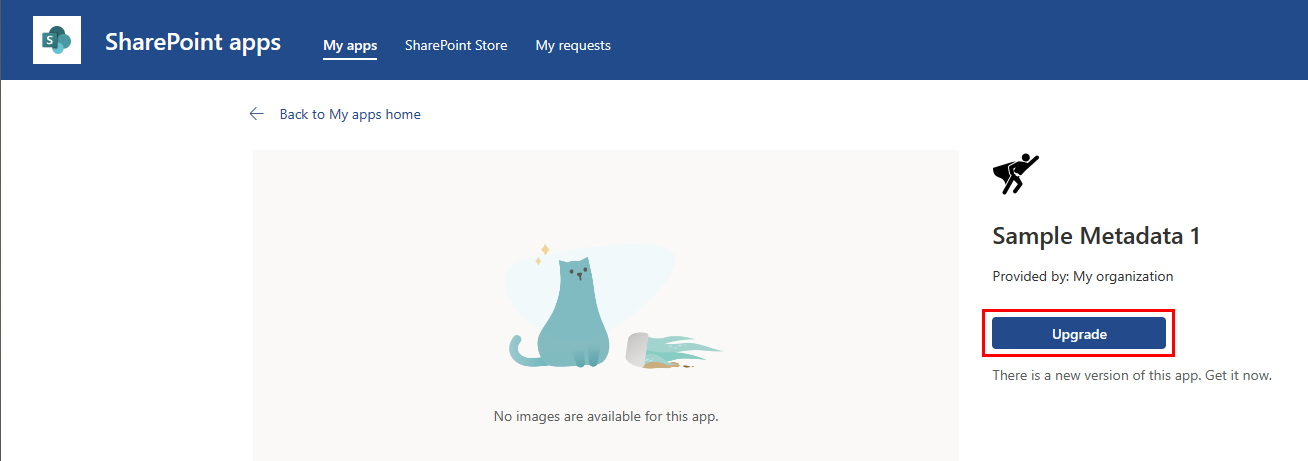 S
SharePoint apps
My apps
SharePoint Store
My requests
Back to My apps home
No images are available for this app.
Sample Metadata 1
Provided by: My organization
Upgrade
There is a new version of this app. Get it now.